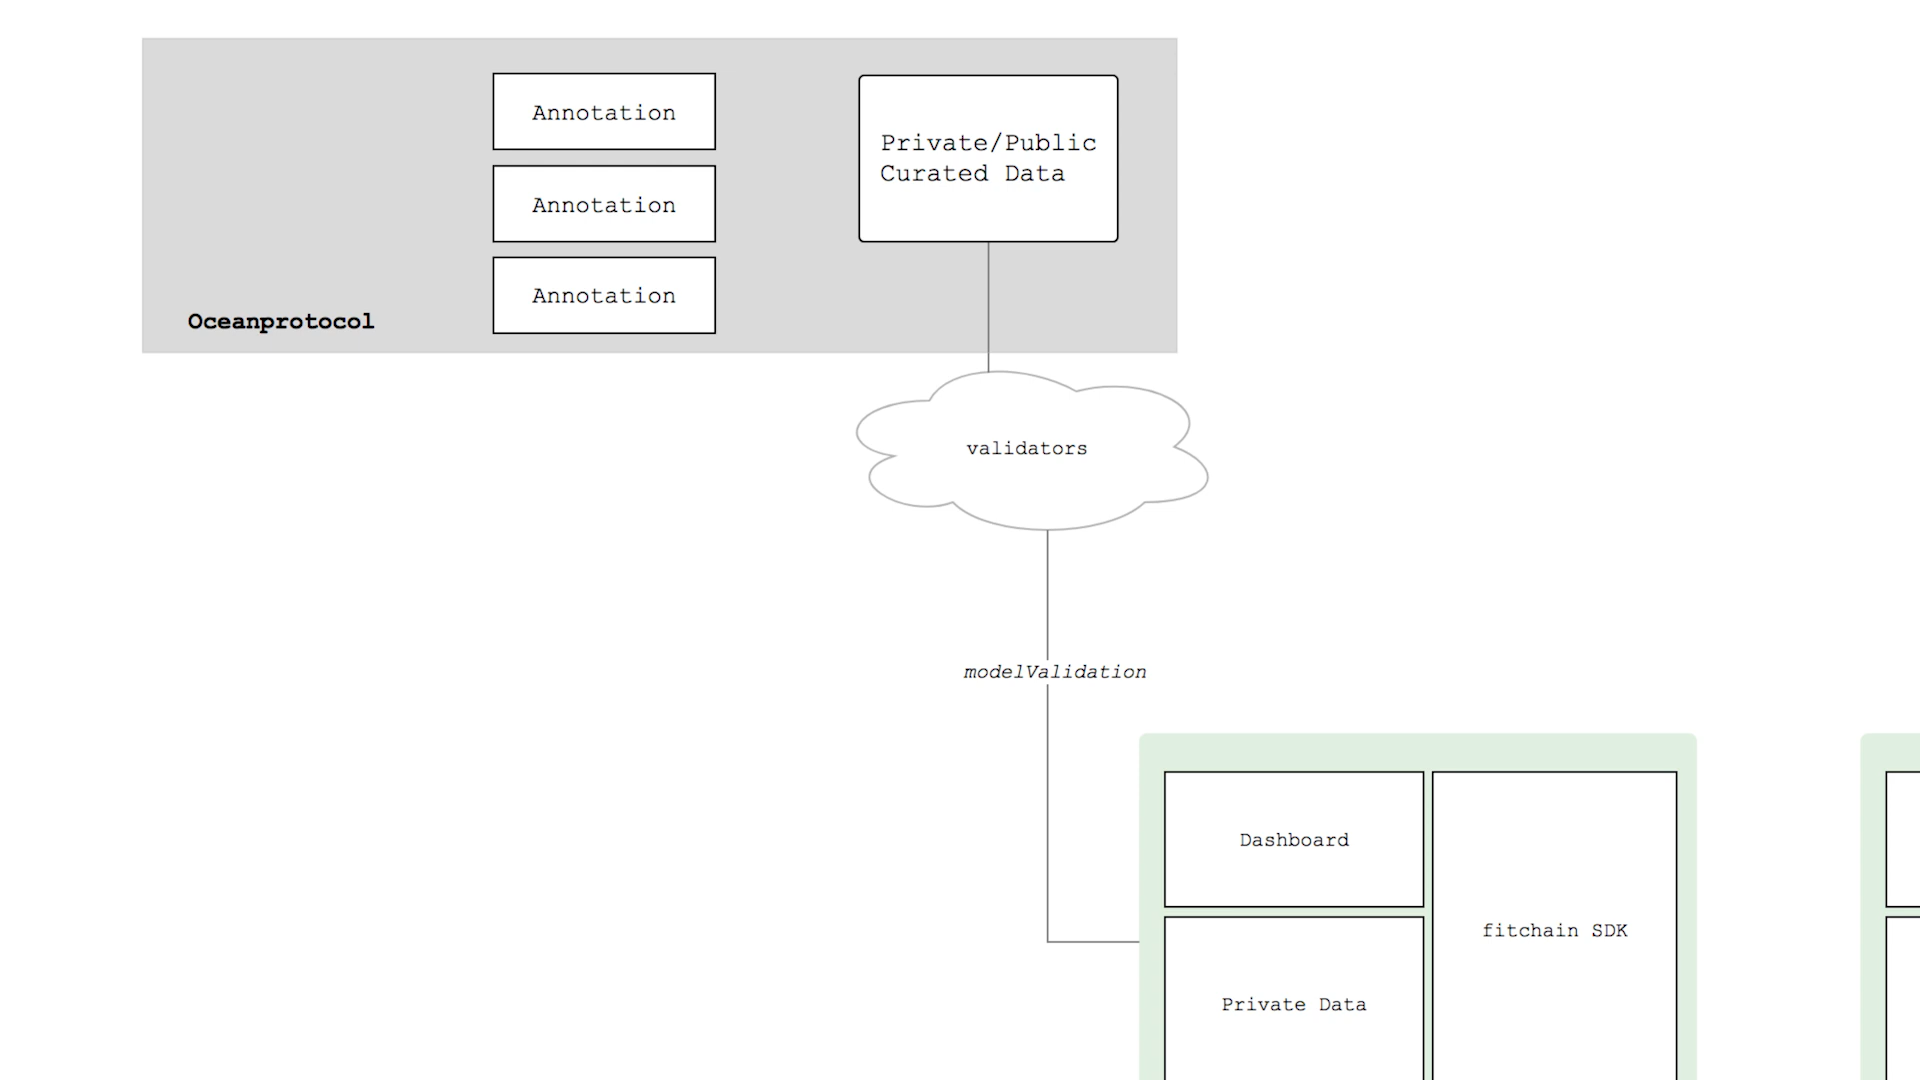 Annotation
Private/Public
Curated Data
Annotation
Annotation
Oceanprotocol
validators
modelValidation
Dashboard
fitchain SDK
Private Data